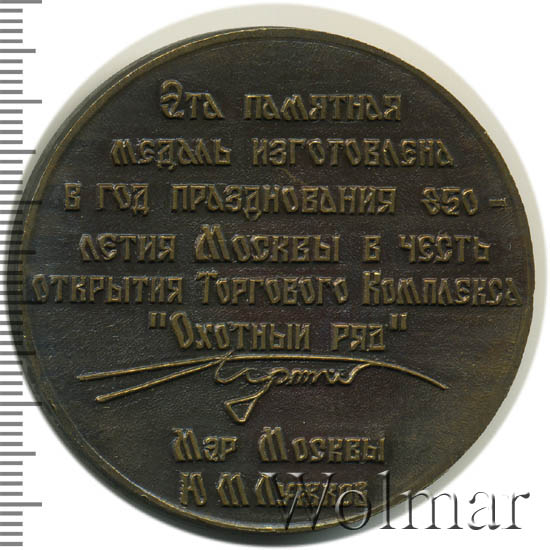 Эта памятная
медаль изготовлена
в год празднования 850-
летия Москвы в честь
открытия Торгового Комплекса
"Охотный ряд"
Мэр Москвы
Ю.М.Лужков
Wolmar